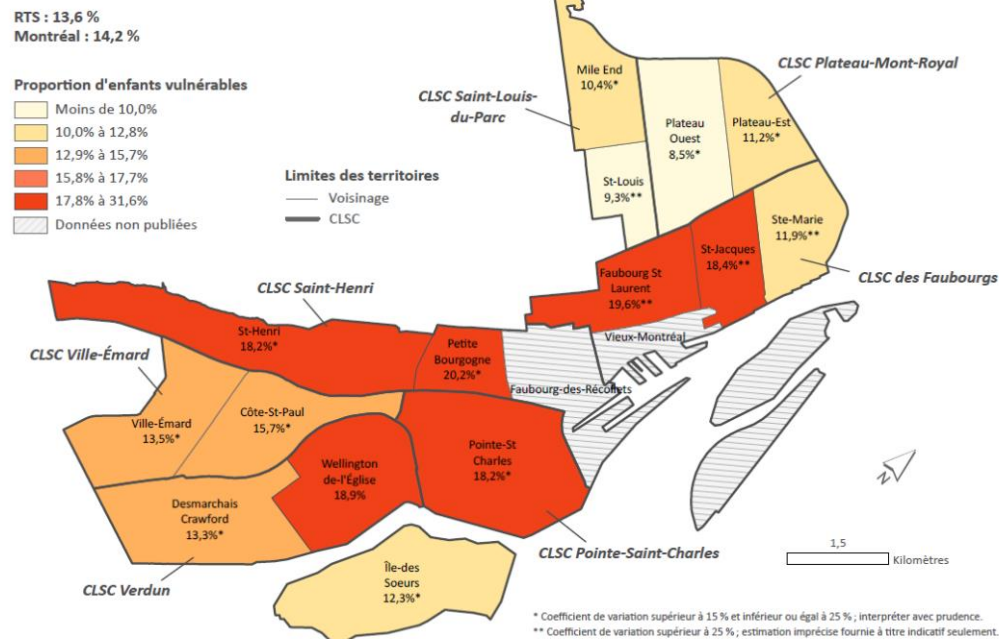 RTS : 13,6 %
Montréal : 14,2 %
Proportion d'enfants vulnérables
Moins de 10,0%
10,0% à 12,8%
12,9% à 15,7%
15,8% à 17,7%
17,8% à 31,6%
Données non publiées
Limites des territoires
Voisinage
CLSC
CLSC Saint-Louis-
du-Parc
Mile End
10,4%*
CLSC Plateau-Mont-Royal
Plateau
Ouest
8,5%*
Plateau-Est
11,2%*
St-Louis
9,3%**
Ste-Marie
11,9%**
St-Jacques
18,4%**
CLSC des Faubourgs
Faubourg St
Laurent
19,6%**
Vieux-Montréal
CLSC Saint-Henri
St-Henri
18,2%*
Petite
Bourgogne
20,2%*
Faubourg-des-Récollets
CLSC Ville-Émard
Ville-Émard
13,5%*
Côte-St-Paul
15,7%*
Wellington
de-l'Église
18,9%
Pointe-St
Charles
18,2%*
Desmarchais
Crawford
13,3%*
CLSC Pointe-Saint-Charles
CLSC Verdun
Île-des
Soeurs
12,3%*
N
1,5
Kilomètres
* Coefficient de variation supérieur à 15 % et inférieur ou égal à 25 % ; interpréter avec prudence.
** Coefficient de variation supérieur à 25 % ; estimation imprécise fournie à titre indicatif seulement.